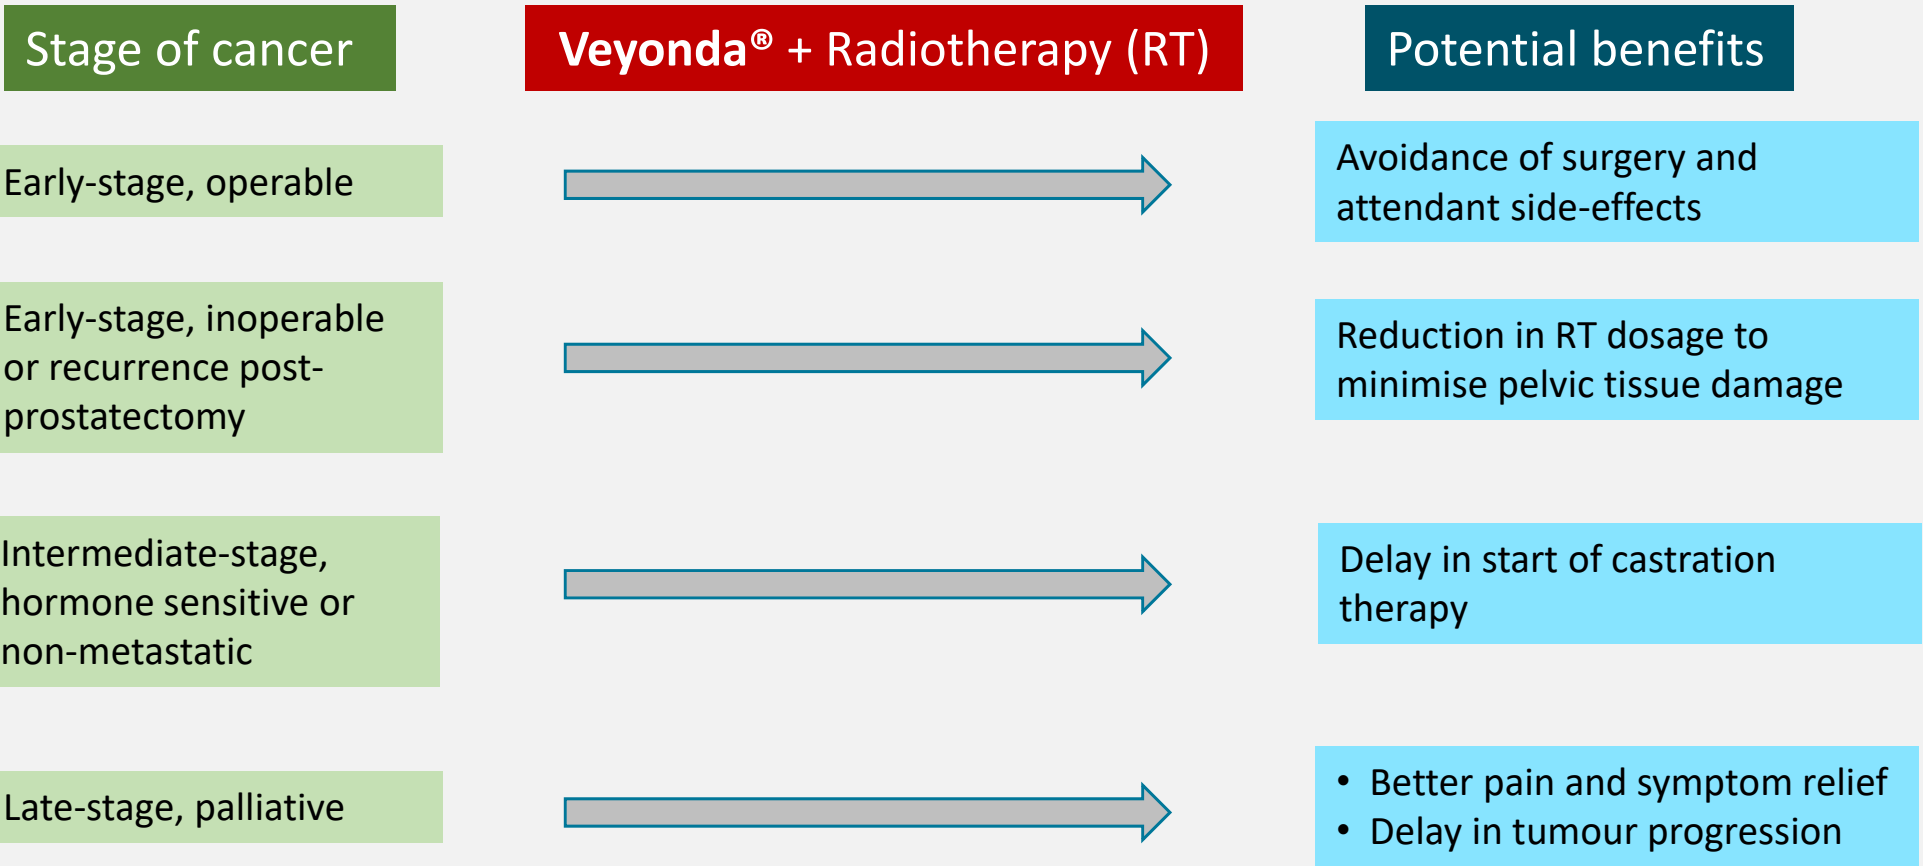 Stage of cancer
Veyonda® + Radiotherapy (RT)
Potential benefits
Early-stage, operable
Avoidance of surgery and
attendant side-effects
Early-stage, inoperable
or recurrence post-
prostatectomy
Reduction in RT dosage to
minimise pelvic tissue damage
Intermediate-stage,
hormone sensitive or
non-metastatic
Delay in start of castration
therapy
Late-stage, palliative
• Better pain and symptom relief
• Delay in tumour progression